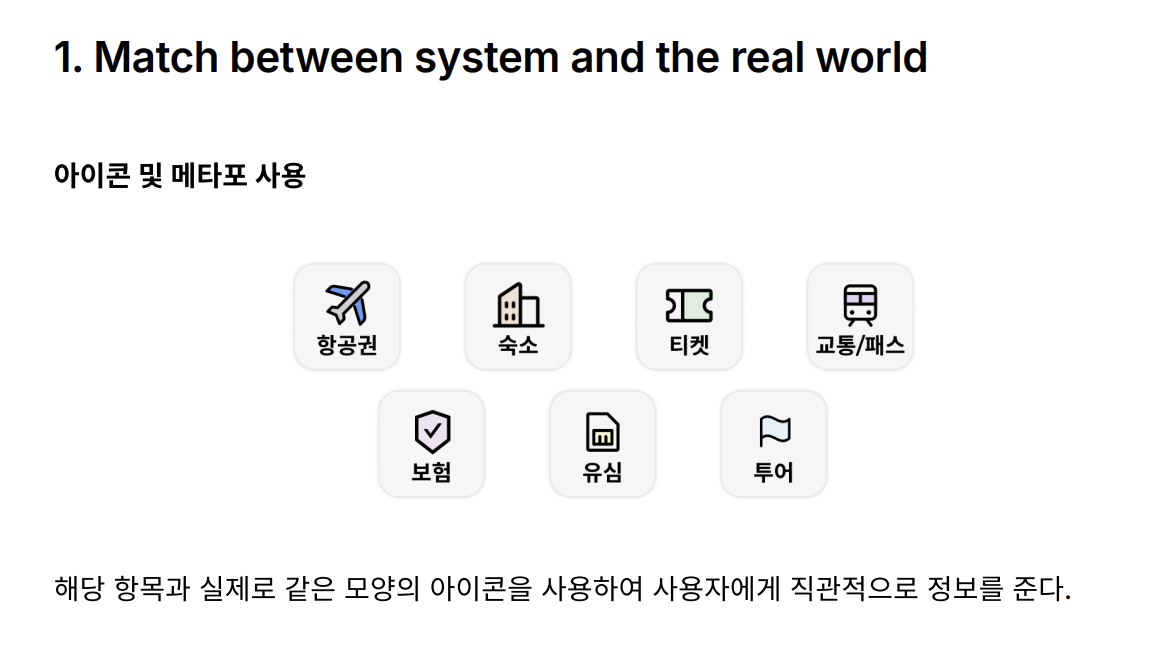 1. Match between system and the real world
아이콘 및 메타포 사용
항공권 숙소 티켓 교통/패스
보험 유심 투어
해당 항목과 실제로 같은 모양의 아이콘을 사용하여 사용자에게 직관적으로 정보를 준다.